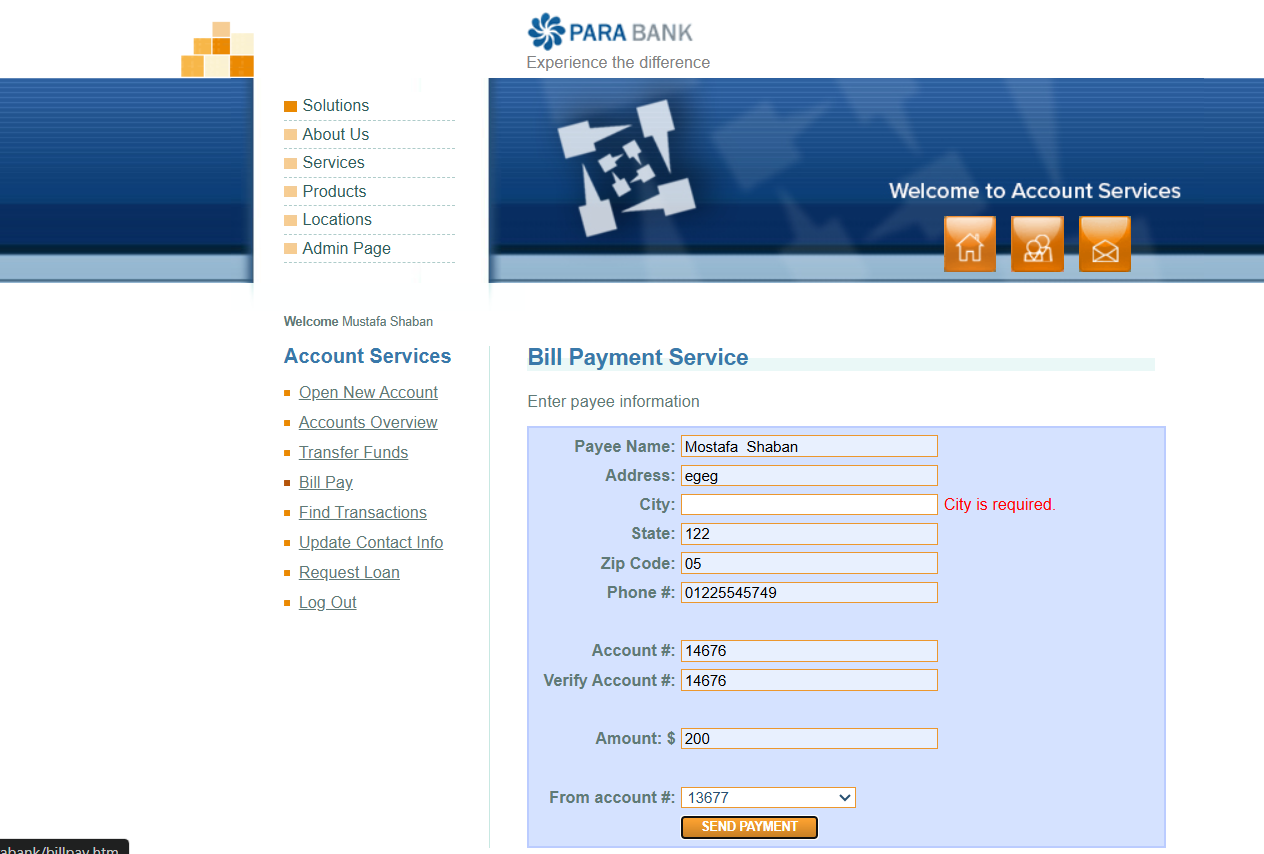 PARA BANK
Experience the difference
Solutions
About Us
Services
Products
Locations
Admin Page
Welcome to Account Services
Welcome Mustafa Shaban
Account Services
Open New Account
Accounts Overview
Transfer Funds
Bill Pay
Find Transactions
Update Contact Info
Request Loan
Log Out
Bill Payment Service
Enter payee information
Payee Name: Mostafa  Shaban
Address: egeg
City: City is required.
State: 122
Zip Code: 05
Phone #: 01225545749
Account #: 14676
Verify Account #: 14676
Amount: $ 200
From account #: 13677
SEND PAYMENT
abank/billpay.htm